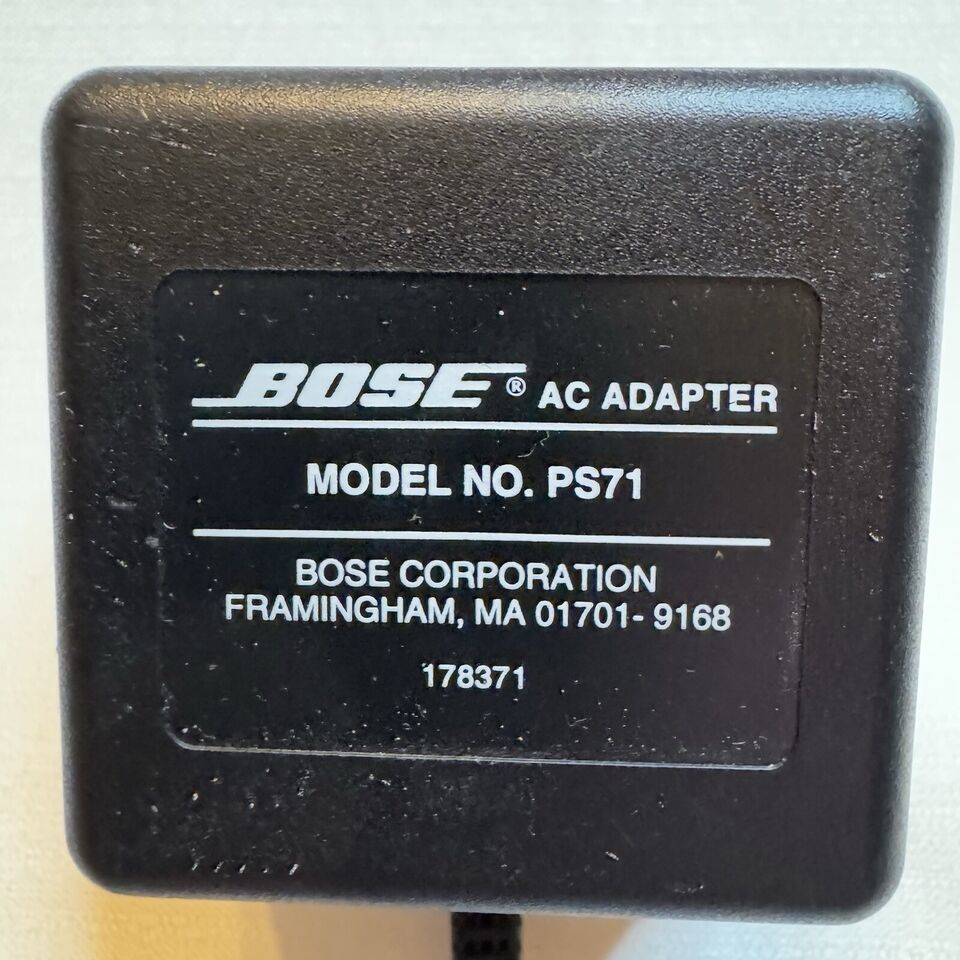 BOSE® AC ADAPTER
MODEL NO. PS71
BOSE CORPORATION
FRAMINGHAM, MA 01701- 9168
178371